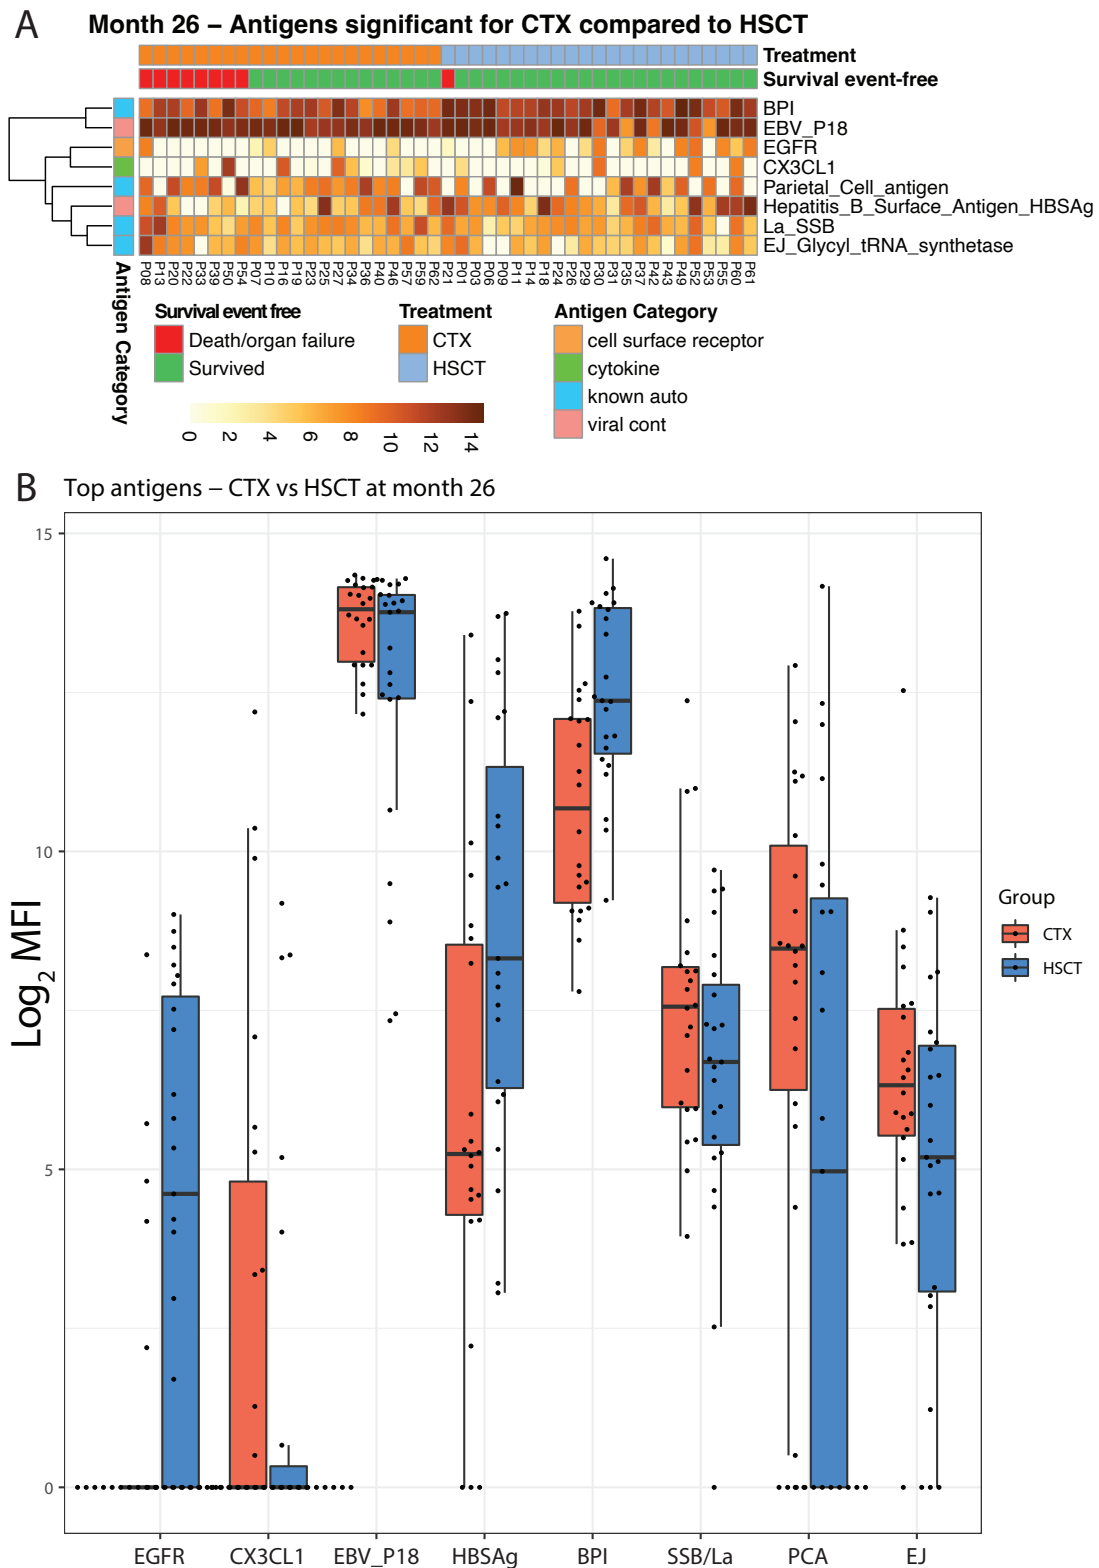 A
Month 26 – Antigens significant for CTX compared to HSCT
Treatment
Survival event-free
BPI
EBV_P18
EGFR
CX3CL1
Parietal_Cell_antigen
Hepatitis_B_Surface_Antigen_HBSAg
La_SSB
EJ_Glycyl_tRNA_synthetase
Antigen Category
P08 P13 P20 P22 P33 P39 P50 P54 P07 P10 P16 P19 P23 P25 P27 P34 P36 P46 P47 P57 P59 P62 P21 P01 P03 P06 P09 P11 P14 P18 P24 P26 P29 P30 P31 P35 P37 P42 P43 P49 P52 P53 P55 P60 P61
Survival event free
Death/organ failure
Survived
Treatment
CTX
HSCT
Antigen Category
cell surface receptor
cytokine
known auto
viral cont
0 2 4 6 8 10 12 14
B
Top antigens – CTX vs HSCT at month 26
Log2 MFI
15
10
5
0
EGFR CX3CL1 EBV_P18 HBSAg BPI SSB/La PCA EJ
Group
CTX
HSCT